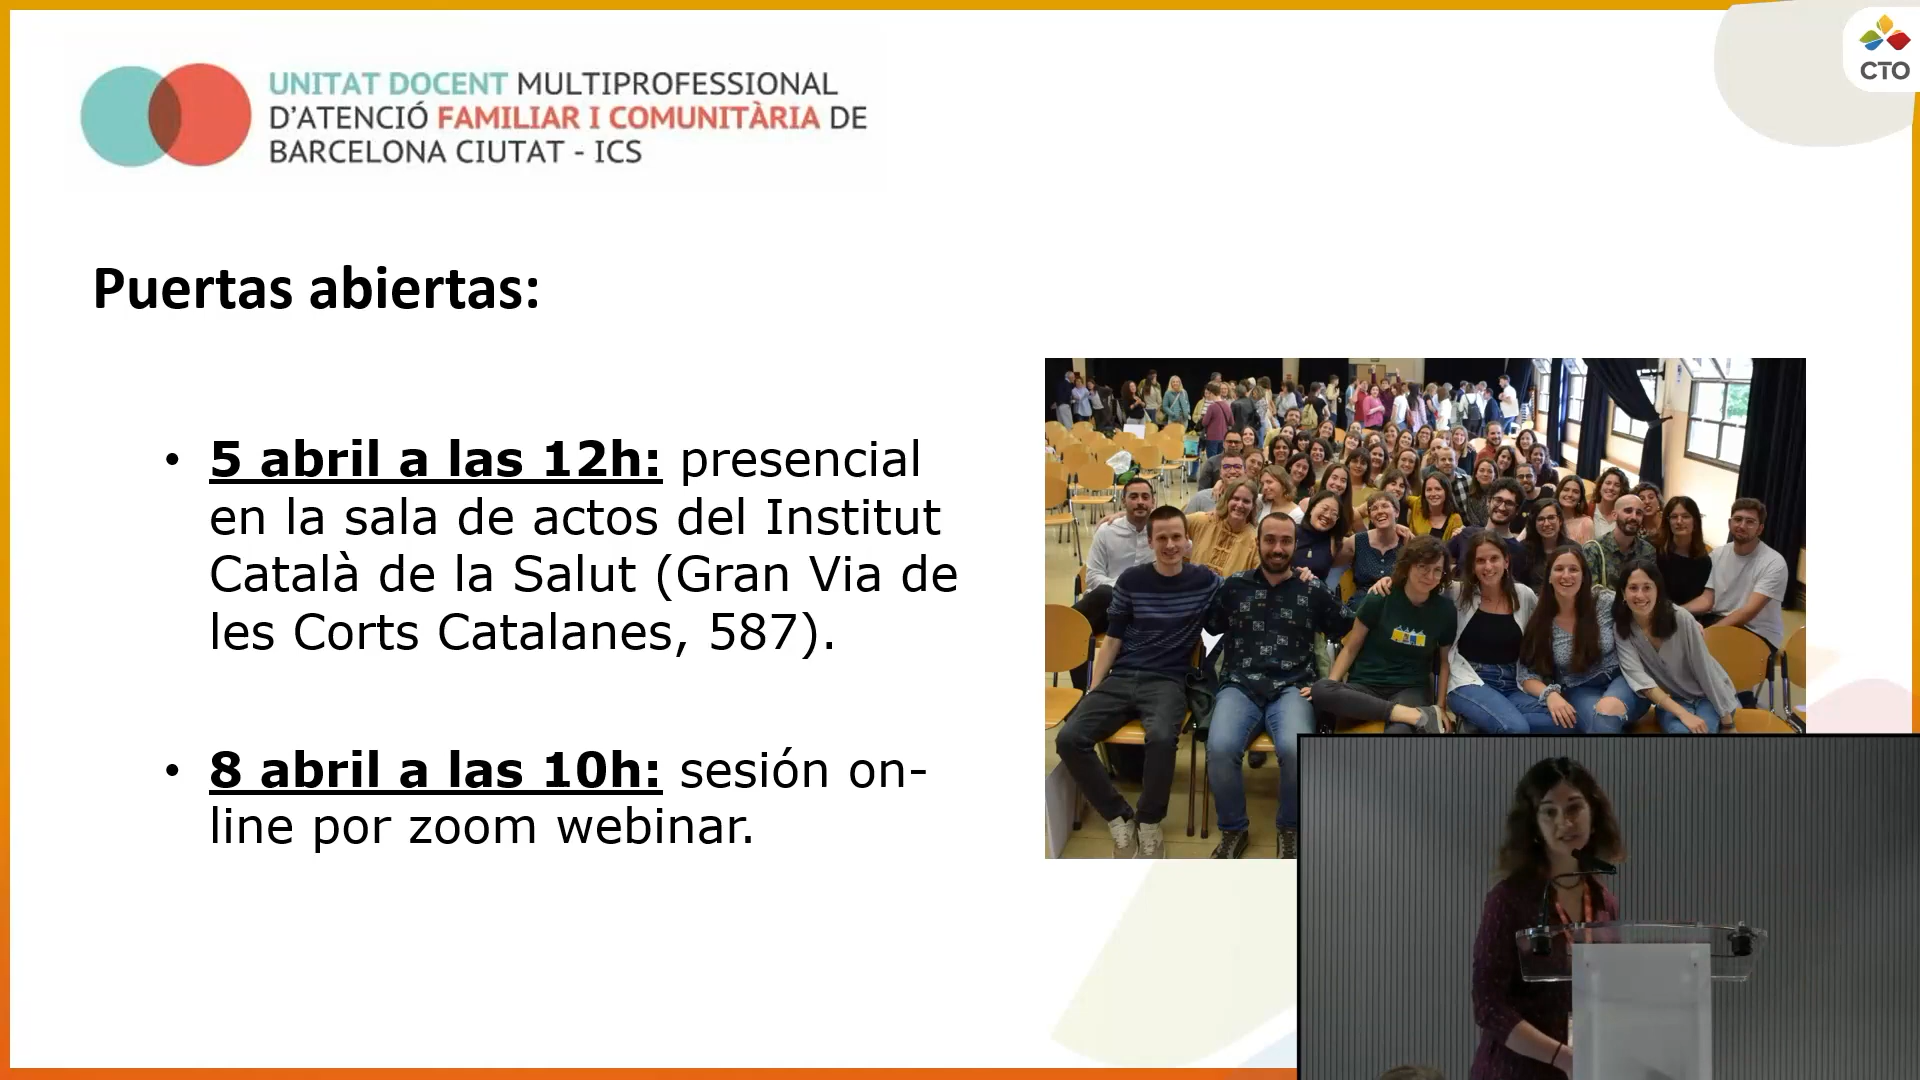 UNITAT DOCENT MULTIPROFESSIONAL
D'ATENCIÓ FAMILIAR I COMUNITÀRIA DE
BARCELONA CIUTAT - ICS
CTO
Puertas abiertas:
• 5 abril a las 12h: presencial
en la sala de actos del Institut
Català de la Salut (Gran Via de
les Corts Catalanes, 587).
• 8 abril a las 10h: sesión on-
line por zoom webinar.